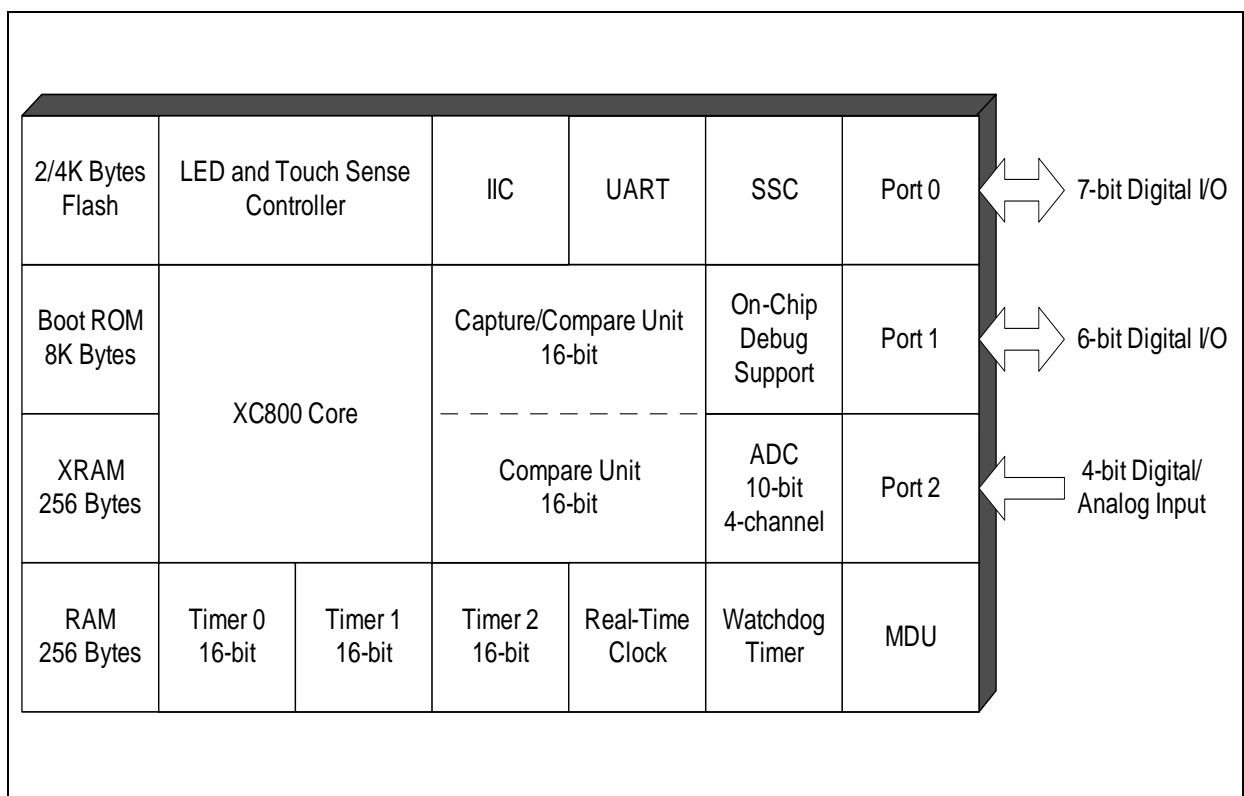 2/4K Bytes
Flash
LED and Touch Sense
Controller
IIC
UART
SSC
Port 0
7-bit Digital I/O
Boot ROM
8K Bytes
XC800 Core
Capture/Compare Unit
16-bit
On-Chip
Debug
Support
Port 1
6-bit Digital I/O
XRAM
256 Bytes
Compare Unit
16-bit
ADC
10-bit
4-channel
Port 2
4-bit Digital/
Analog Input
RAM
256 Bytes
Timer 0
16-bit
Timer 1
16-bit
Timer 2
16-bit
Real-Time
Clock
Watchdog
Timer
MDU